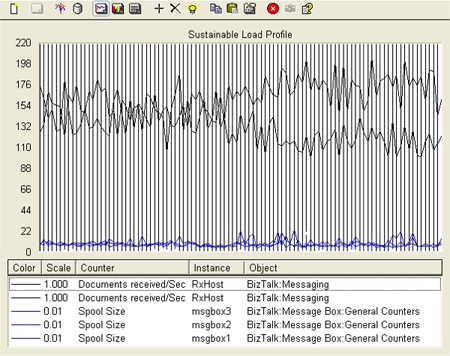 Sustainable Load Profile
220
198
176
154
132
110
88
66
44
22
0
Color Scale Counter Instance Object
1.000 Documents received/Sec RxHost BizTalk:Messaging
1.000 Documents received/Sec RxHost BizTalk:Messaging
0.01 Spool Size msgbox3 BizTalk:Message Box:General Counters
0.01 Spool Size msgbox2 BizTalk:Message Box:General Counters
0.01 Spool Size msgbox1 BizTalk:Message Box:General Counters